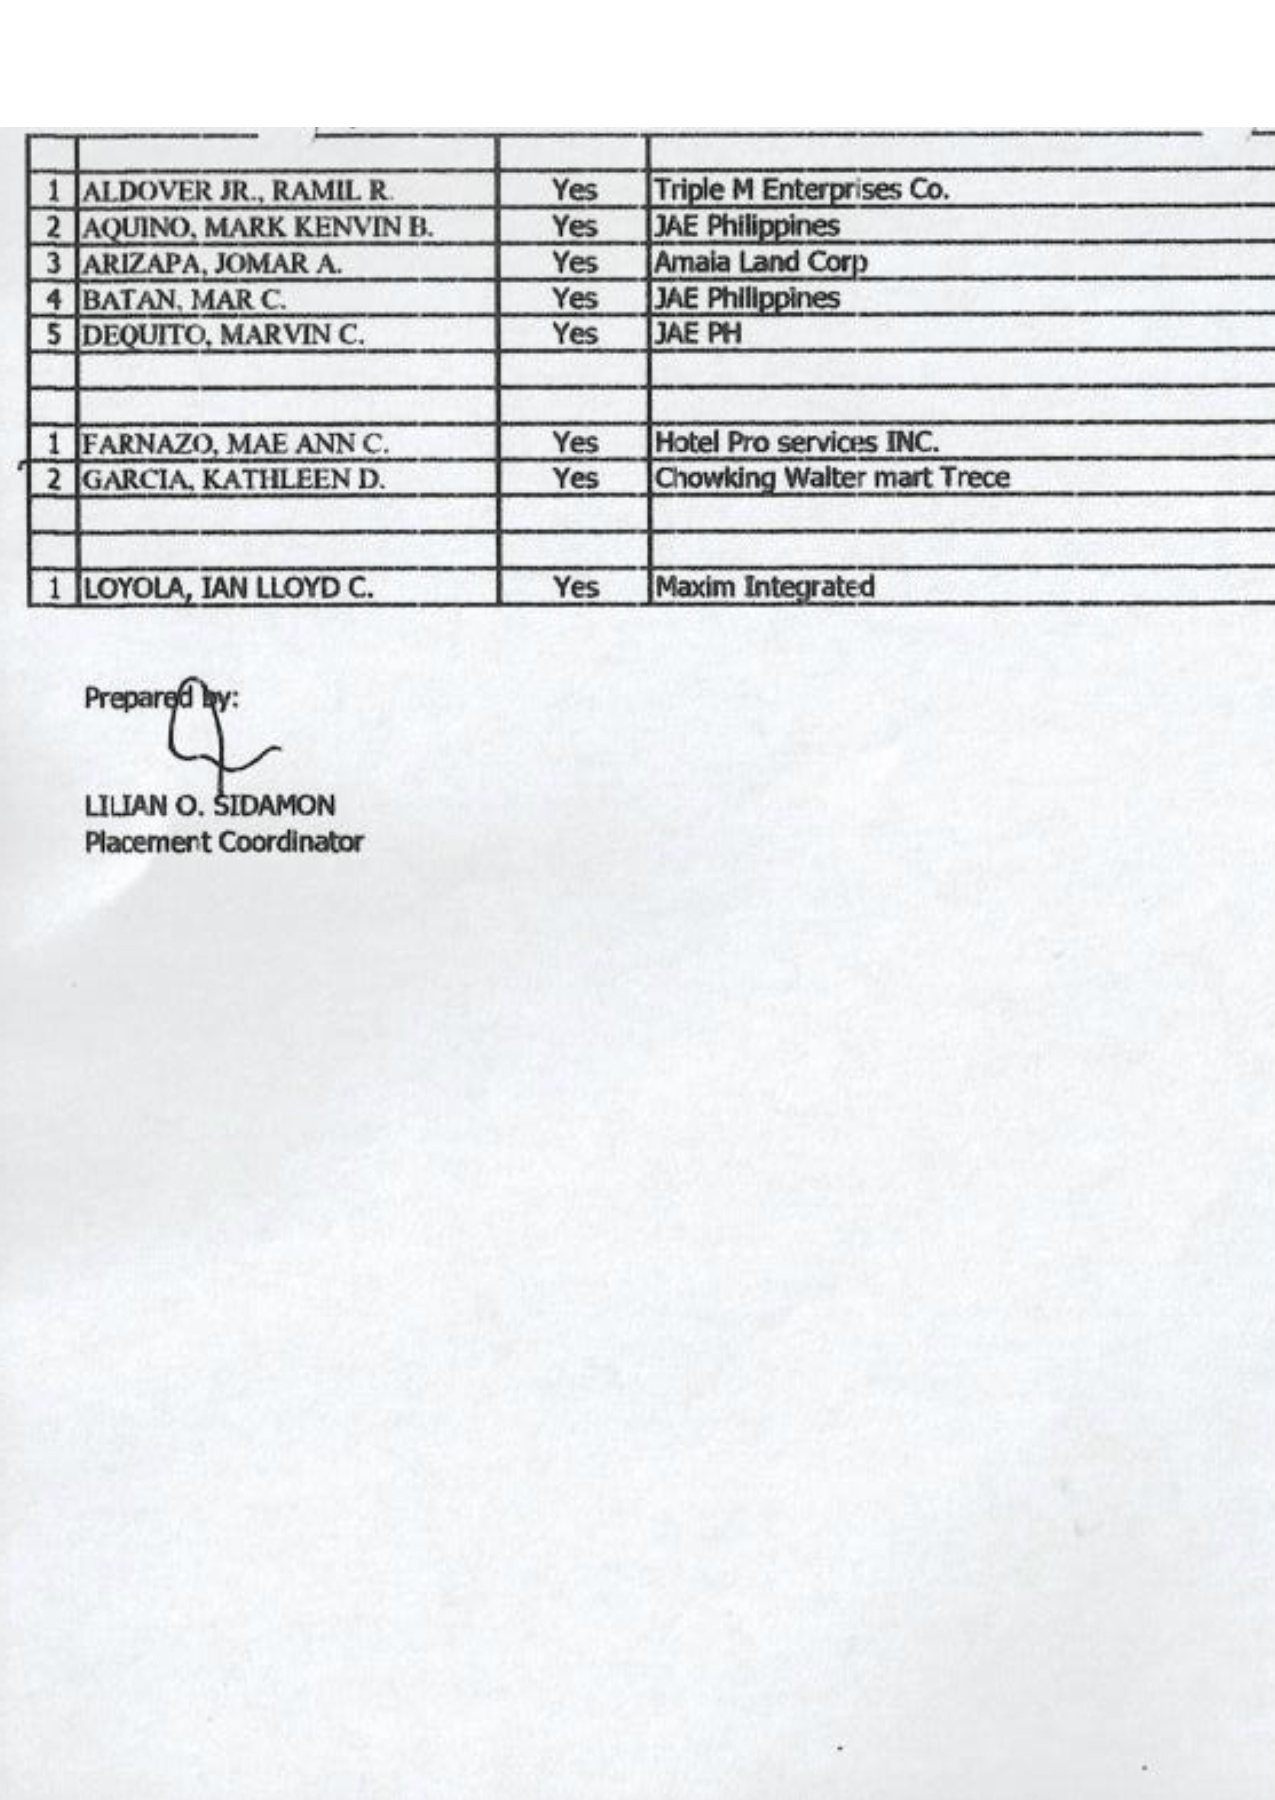 1 ALDOVER JR., RAMIL R. Yes Triple M Enterprises Co.
2 AQUINO, MARK KENVIN B. Yes JAE Philippines
3 ARIZAPA, JOMAR A. Yes Amaia Land Corp
4 BATAN, MAR C. Yes JAE Philippines
5 DEQUITO, MARVIN C. Yes JAE PH
1 FARNAZO, MAE ANN C. Yes Hotel Pro services INC.
2 GARCIA, KATHLEEN D. Yes Chowking Walter mart Trece
1 LOYOLA, IAN LLOYD C. Yes Maxim Integrated
Prepared by:
LILIAN O. SIDAMON
Placement Coordinator